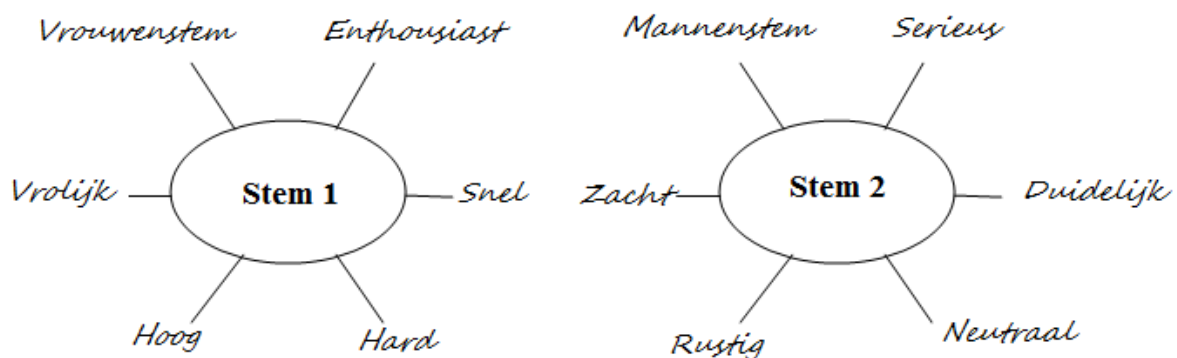 Vrouwenstem Enthousiast
Vrolijk Stem 1 Snel
Hoog Hard
Mannenstem Serieus
Zacht Stem 2 Duidelijk
Rustig Neutraal